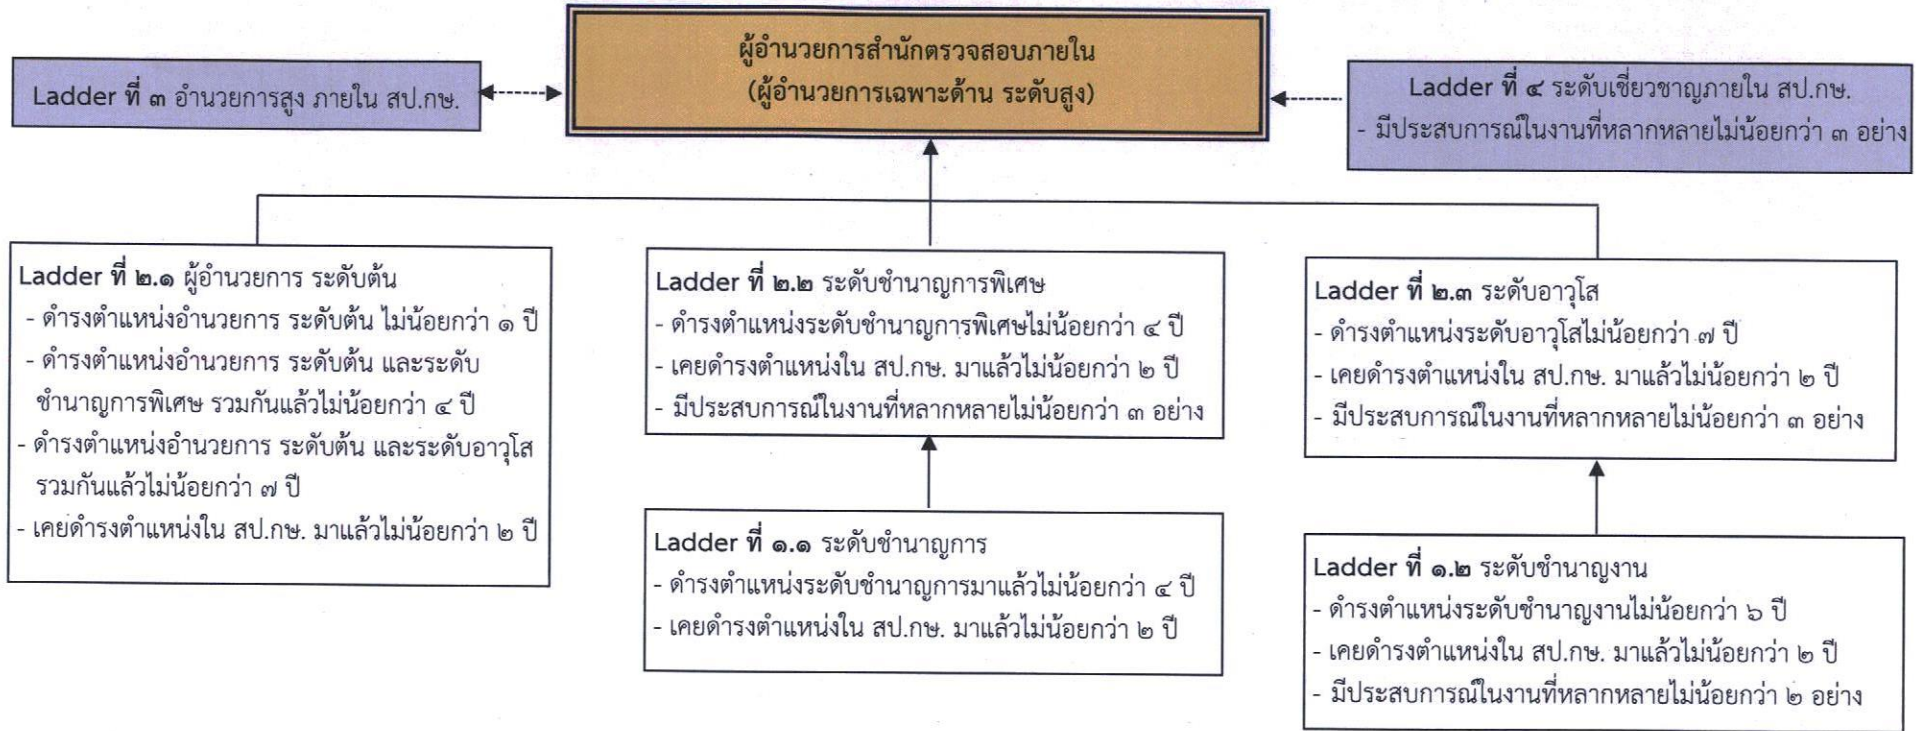 ผู้อำนวยการสำนักตรวจสอบภายใน
(ผู้อำนวยการเฉพาะด้าน ระดับสูง)
Ladder ที่ ๓ อำนวยการสูง ภายใน สป.กษ.
Ladder ที่ ๔ ระดับเชี่ยวชาญภายใน สป.กษ.
- มีประสบการณ์ในงานที่หลากหลายไม่น้อยกว่า ๓ อย่าง
Ladder ที่ ๒.๑ ผู้อำนวยการ ระดับต้น
- ดำรงตำแหน่งอำนวยการ ระดับต้น ไม่น้อยกว่า ๑ ปี
- ดำรงตำแหน่งอำนวยการ ระดับต้น และระดับ
ชำนาญการพิเศษ รวมกันแล้วไม่น้อยกว่า ๔ ปี
- ดำรงตำแหน่งอำนวยการ ระดับต้น และระดับอาวุโส
รวมกันแล้วไม่น้อยกว่า ๗ ปี
- เคยดำรงตำแหน่งใน สป.กษ. มาแล้วไม่น้อยกว่า ๒ ปี
Ladder ที่ ๒.๒ ระดับชำนาญการพิเศษ
- ดำรงตำแหน่งระดับชำนาญการพิเศษไม่น้อยกว่า ๔ ปี
- เคยดำรงตำแหน่งใน สป.กษ. มาแล้วไม่น้อยกว่า ๒ ปี
- มีประสบการณ์ในงานที่หลากหลายไม่น้อยกว่า ๓ อย่าง
Ladder ที่ ๒.๓ ระดับอาวุโส
- ดำรงตำแหน่งระดับอาวุโสไม่น้อยกว่า ๗ ปี
- เคยดำรงตำแหน่งใน สป.กษ. มาแล้วไม่น้อยกว่า ๒ ปี
- มีประสบการณ์ในงานที่หลากหลายไม่น้อยกว่า ๓ อย่าง
Ladder ที่ ๑.๑ ระดับชำนาญการ
- ดำรงตำแหน่งระดับชำนาญการมาแล้วไม่น้อยกว่า ๔ ปี
- เคยดำรงตำแหน่งใน สป.กษ. มาแล้วไม่น้อยกว่า ๒ ปี
Ladder ที่ ๑.๒ ระดับชำนาญงาน
- ดำรงตำแหน่งระดับชำนาญงานไม่น้อยกว่า ๖ ปี
- เคยดำรงตำแหน่งใน สป.กษ. มาแล้วไม่น้อยกว่า ๒ ปี
- มีประสบการณ์ในงานที่หลากหลายไม่น้อยกว่า ๒ อย่าง